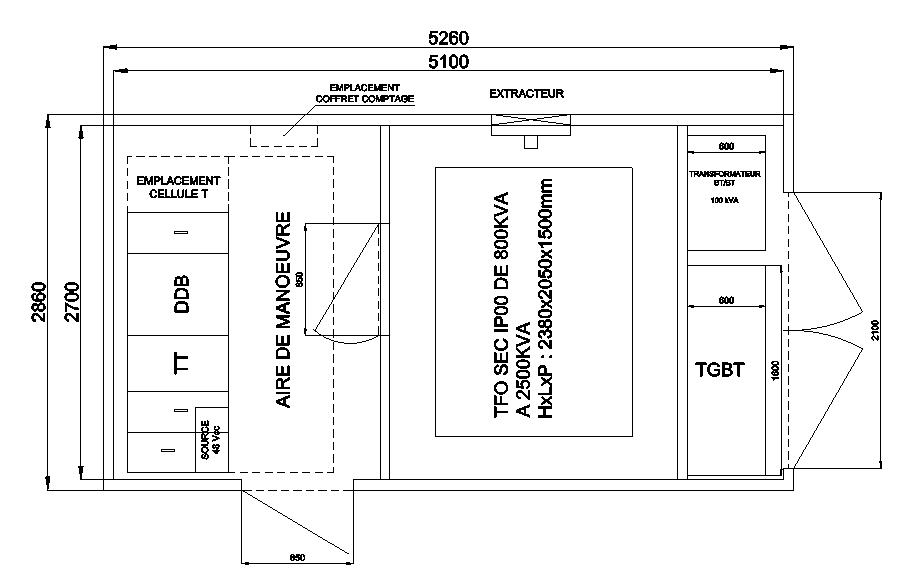 5260
5100
EMPLACEMENT
COFFRET COMPTAGE
EXTRACTEUR
2860
2700
EMPLACEMENT
CELLULE T
DDB
TT
SOURCE
48 Vcc
AIRE DE MANOEUVRE
850
TFO SEC IP00 DE 800KVA
A 2500KVA
HxLxP : 2380x2050x1500mm
600
TRANSFORMATEUR
BT/BT
100 kVA
600
TGBT
1600
2100
850